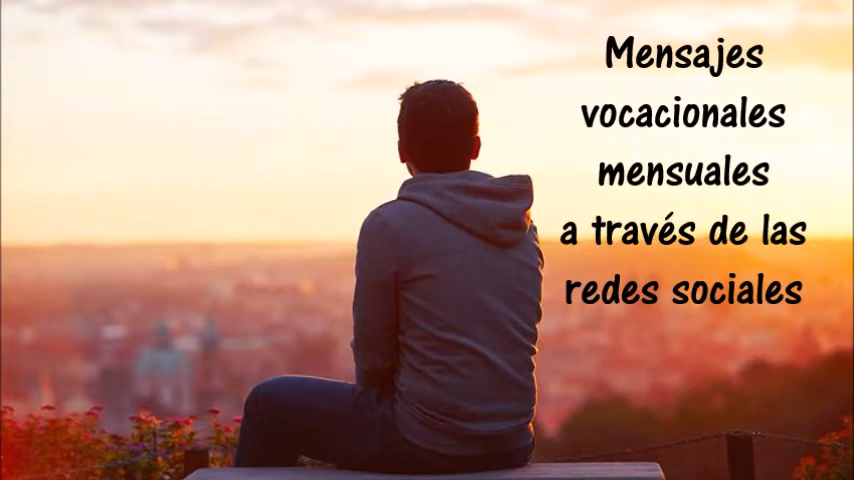 Mensajes
vocacionales
mensuales
a través de las
redes sociales